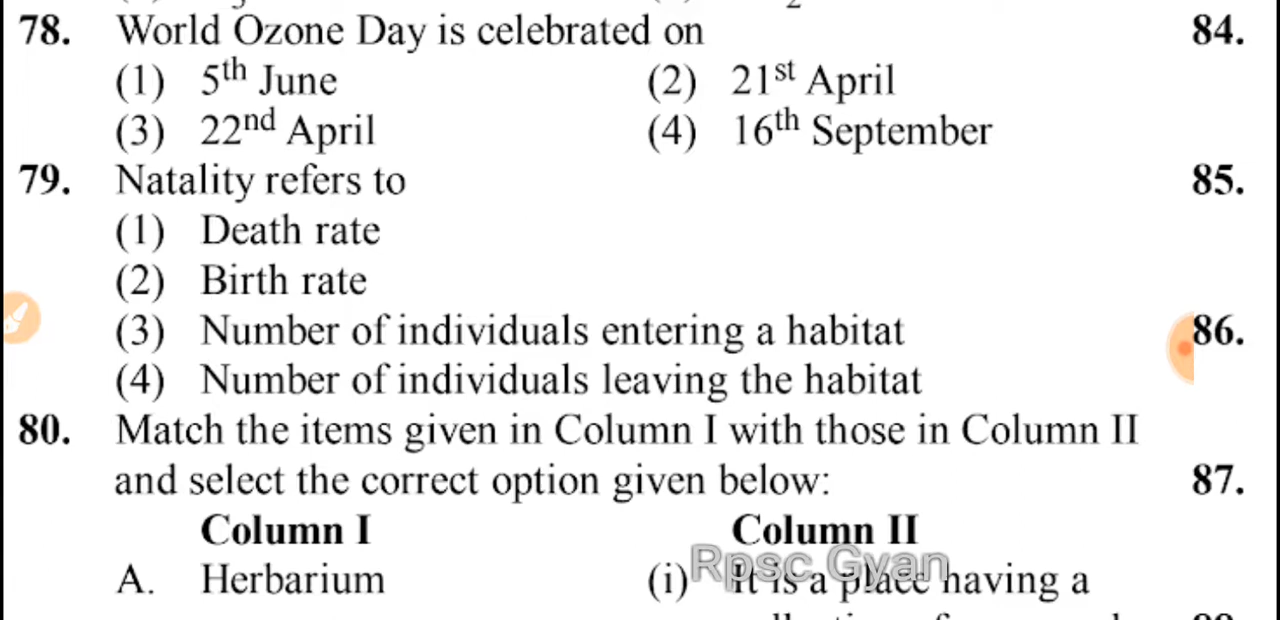 78. World Ozone Day is celebrated on 84.
(1) 5th June (2) 21st April
(3) 22nd April (4) 16th September
79. Natality refers to 85.
(1) Death rate
(2) Birth rate
(3) Number of individuals entering a habitat 86.
(4) Number of individuals leaving the habitat
80. Match the items given in Column I with those in Column II
and select the correct option given below: 87.
Column I Column II
Rpsc Gyan
A. Herbarium (i) It is a place having a